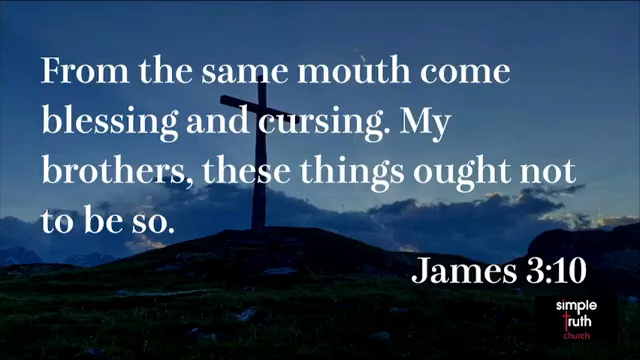 From the same mouth come
blessing and cursing. My
brothers, these things ought not
to be so.
James 3:10
simple
truth
church